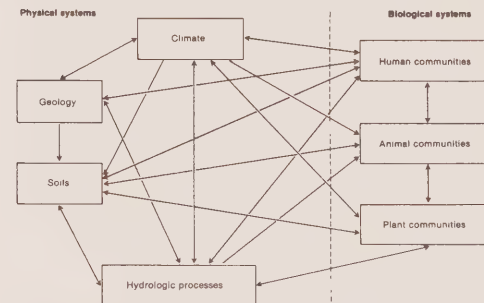 Physical systems
Biological systems
Climate
Human communities
Geology
Animal communities
Soils
Plant communities
Hydrologic processes